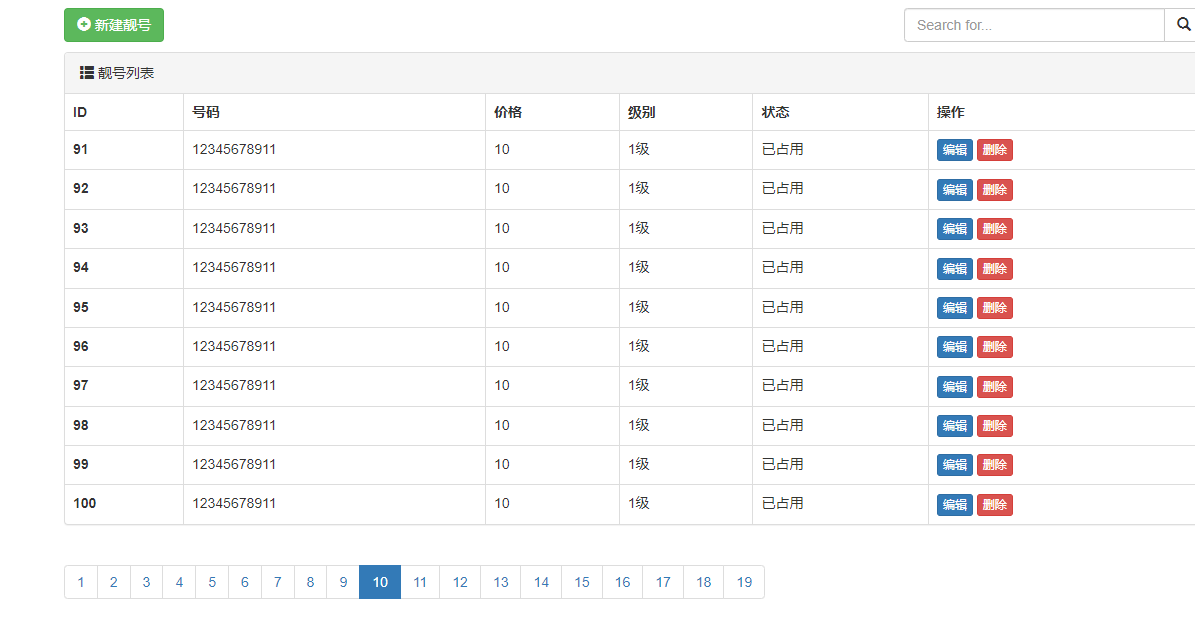 新建靓号 Search for...
靓号列表
ID 号码 价格 级别 状态 操作
91 12345678911 10 1级 已占用 编辑 删除
92 12345678911 10 1级 已占用 编辑 删除
93 12345678911 10 1级 已占用 编辑 删除
94 12345678911 10 1级 已占用 编辑 删除
95 12345678911 10 1级 已占用 编辑 删除
96 12345678911 10 1级 已占用 编辑 删除
97 12345678911 10 1级 已占用 编辑 删除
98 12345678911 10 1级 已占用 编辑 删除
99 12345678911 10 1级 已占用 编辑 删除
100 12345678911 10 1级 已占用 编辑 删除
1 2 3 4 5 6 7 8 9 10 11 12 13 14 15 16 17 18 19